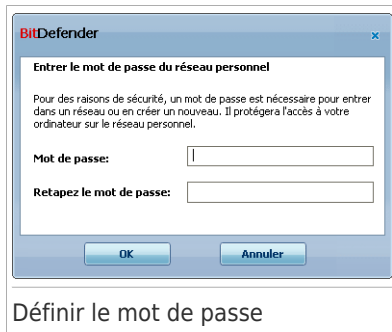 BitDefender
Entrer le mot de passe du réseau personnel
Pour des raisons de sécurité, un mot de passe est nécessaire pour entrer
dans un réseau ou en créer un nouveau. Il protégera l'accès à votre
ordinateur sur le réseau personnel.
Mot de passe:
Retapez le mot de passe:
OK Annuler
Définir le mot de passe